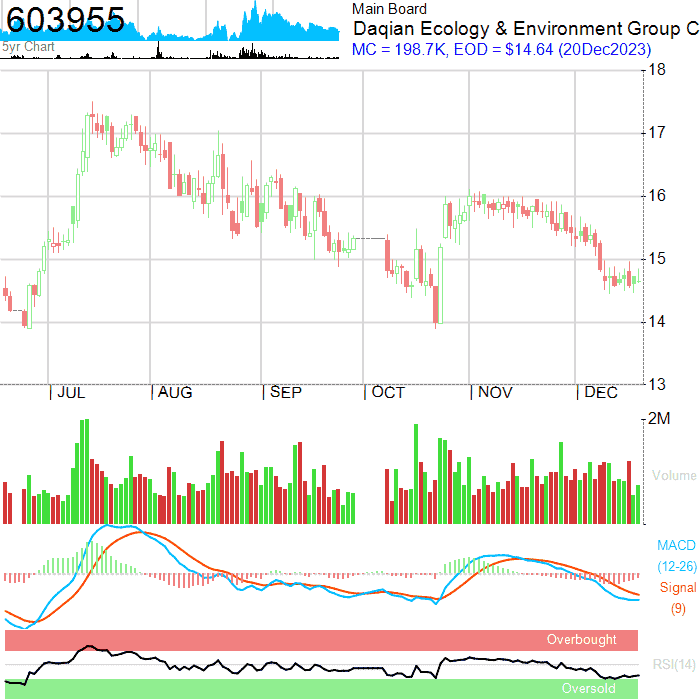 603955
5yr Chart
Main Board
Daqian Ecology & Environment Group C
MC = 198.7K, EOD = $14.64 (20Dec2023)
18
17
16
15
14
13
JUL
AUG
SEP
OCT
NOV
DEC
2M
Volume
MACD
(12-26)
Signal
(9)
Overbought
RSI(14)
Oversold